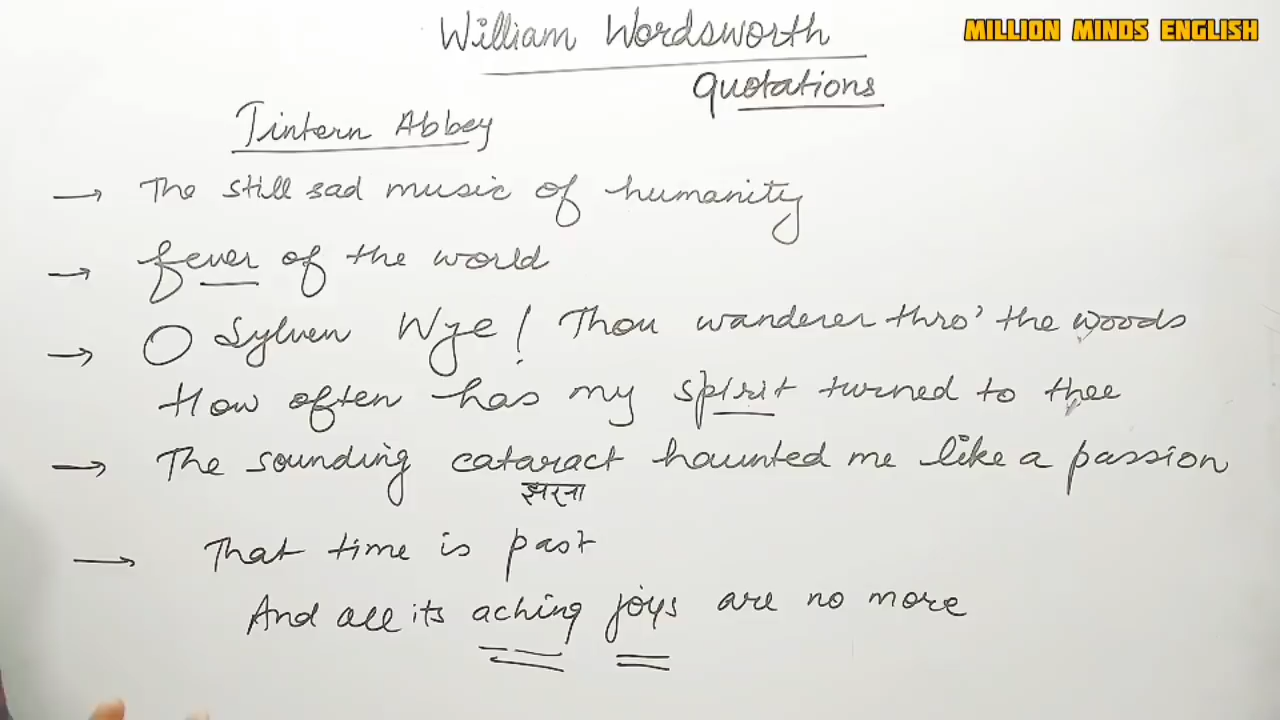 MILLION MINDS ENGLISH
William Wordsworth
Quotations
Tintern Abbey
→ The still sad music of humanity
→ fever of the world
→ O Sylven Wye! Thou wanderer thro' the woods
How often has my spirit turned to thee
→ The sounding cataract haunted me like a passion
झरना
→ That time is past
And all its aching joys are no more